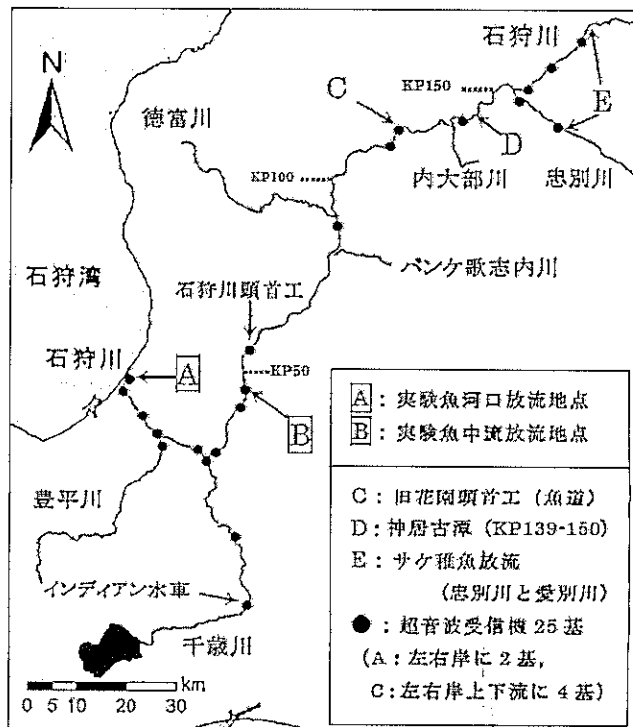 石狩川
N
KP150
C
E
徳富川
D
KP100
内大部川
忠別川
パンケ歌志内川
石狩湾
石狩川頭首工
石狩川
A
KP50
B
豊平川
インディアン水車
千歳川
km
0 5 10 20 30
A:実験魚河口放流地点
B:実験魚中流放流地点
C:旧花園頭首工(魚道)
D:神居古潭(KP139-150)
E:サケ稚魚放流
(忠別川と愛別川)
●:超音波受信機25基
(A:左右岸に2基,
C:左右岸上下流に4基)